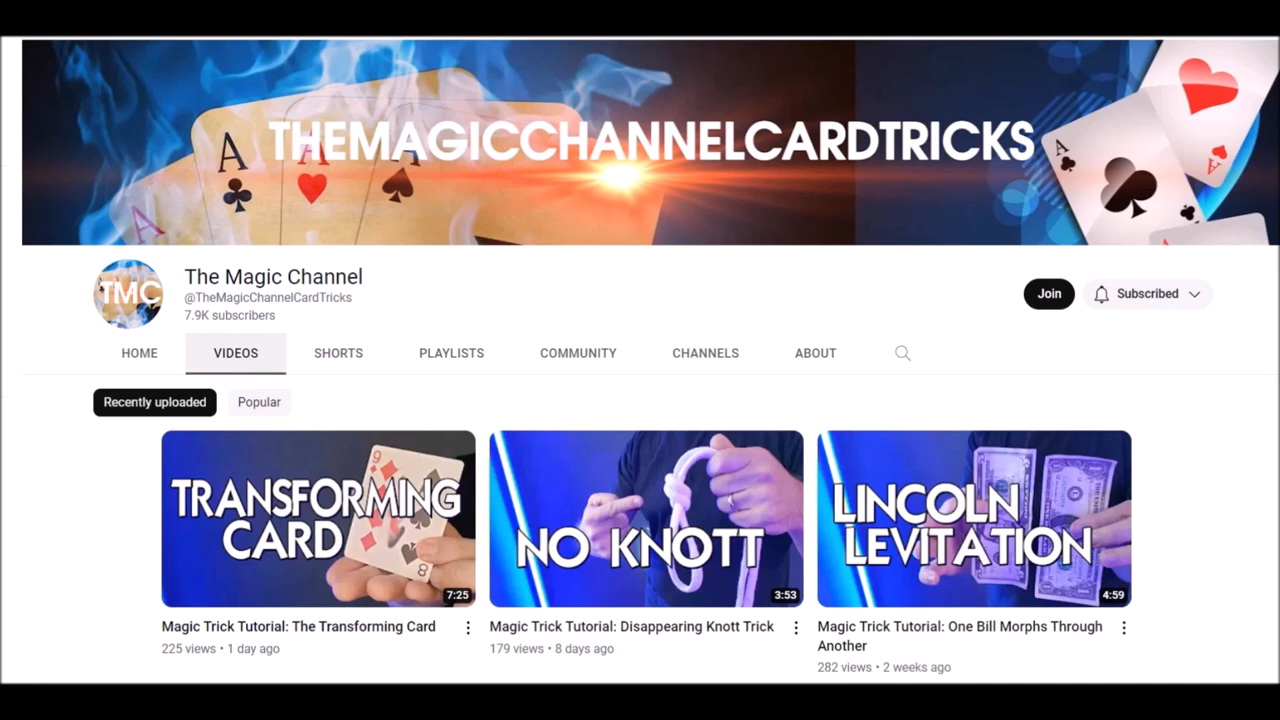 THEMAGICCHANNELCARDTRICKS
A
A
A
A
A
A
TMC
The Magic Channel
@TheMagicChannelCardTricks
7.9K subscribers
Join
Subscribed
HOME
VIDEOS
SHORTS
PLAYLISTS
COMMUNITY
CHANNELS
ABOUT
Recently uploaded
Popular
9
TRANSFORMING
CARD
8
7:25
NO KNOTT
3:53
LINCOLN
LEVITATION
4:59
Magic Trick Tutorial: The Transforming Card
225 views • 1 day ago
Magic Trick Tutorial: Disappearing Knott Trick
179 views • 8 days ago
Magic Trick Tutorial: One Bill Morphs Through
Another
282 views • 2 weeks ago